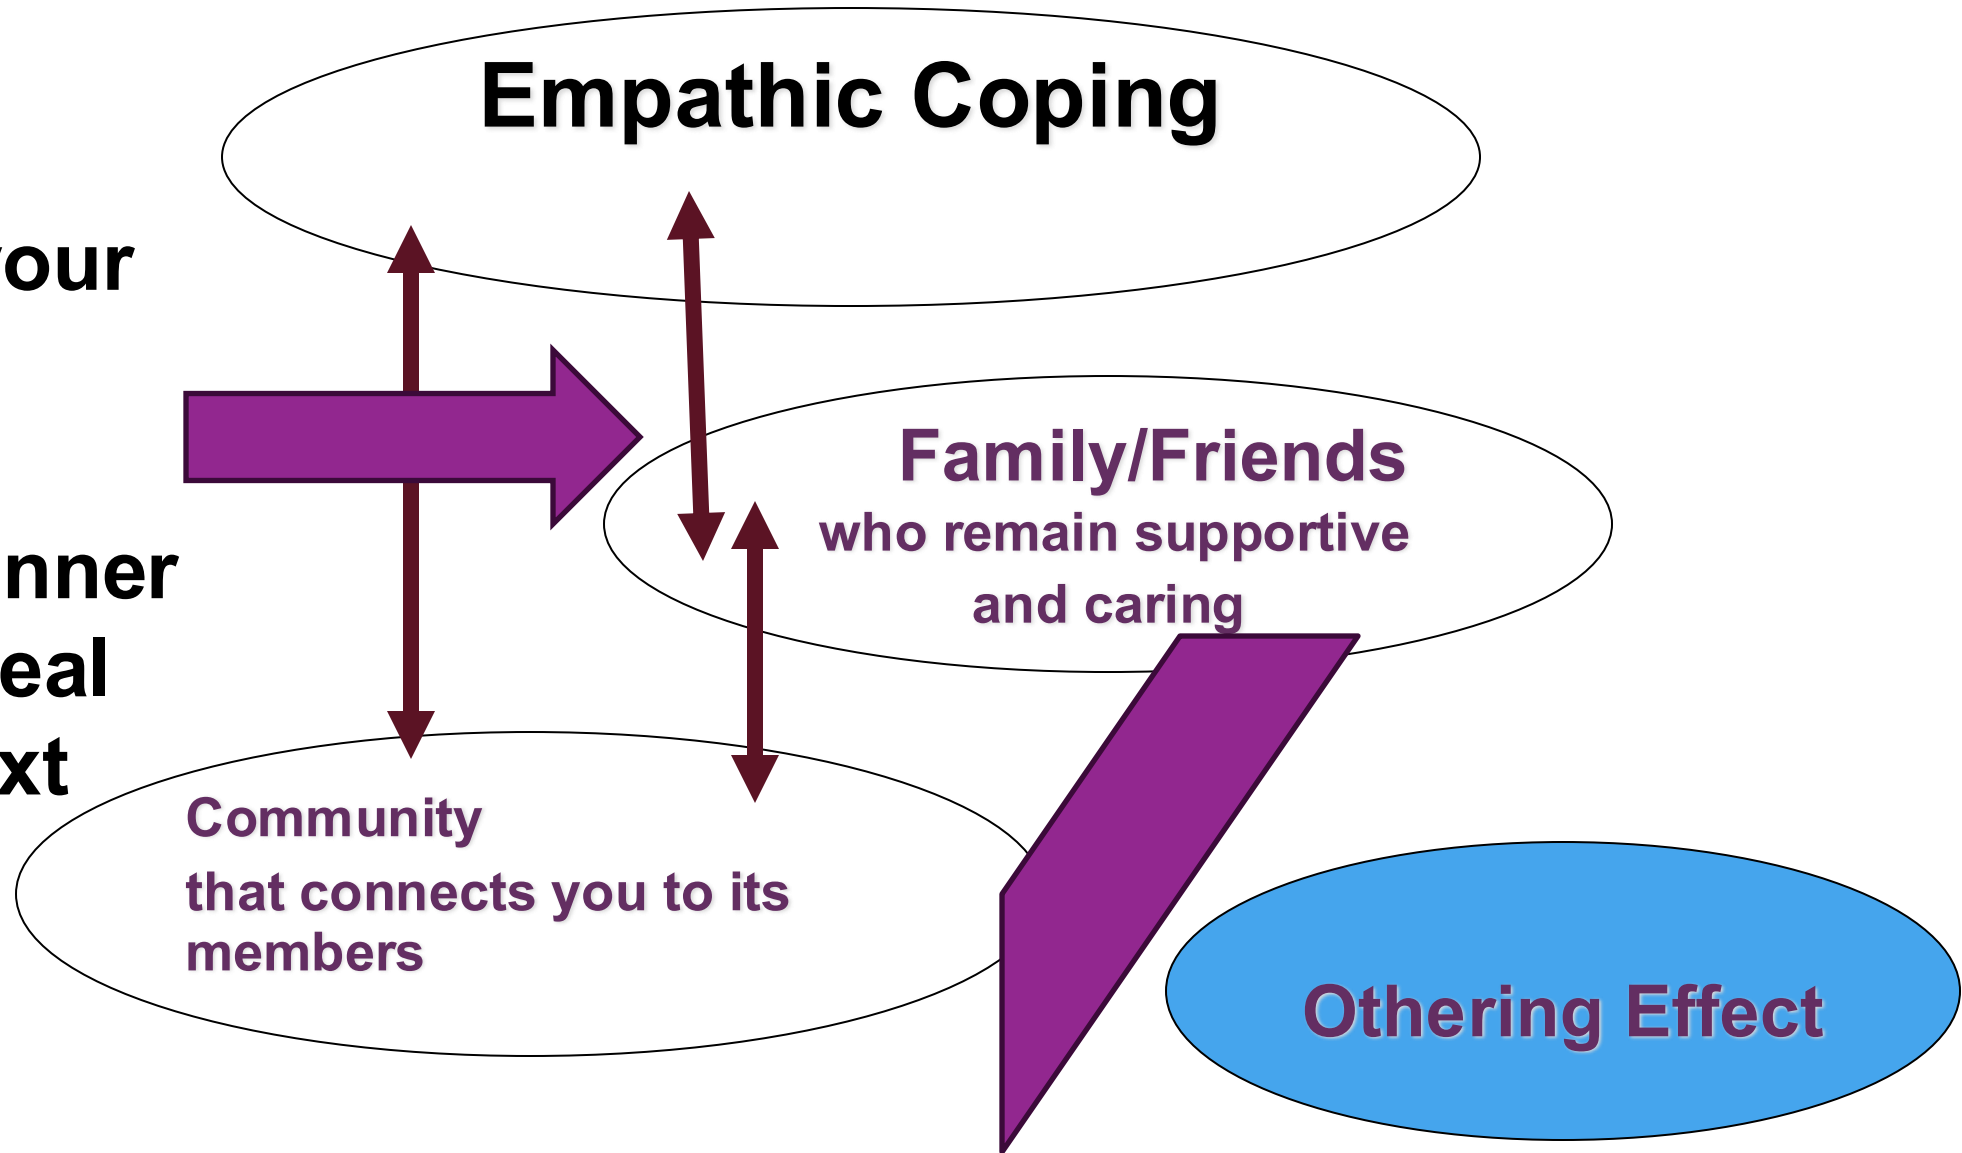 Empathic Coping
our
Family/Friends
who remain supportive
and caring
nner
eal
xt
Community
that connects you to its
members
Othering Effect